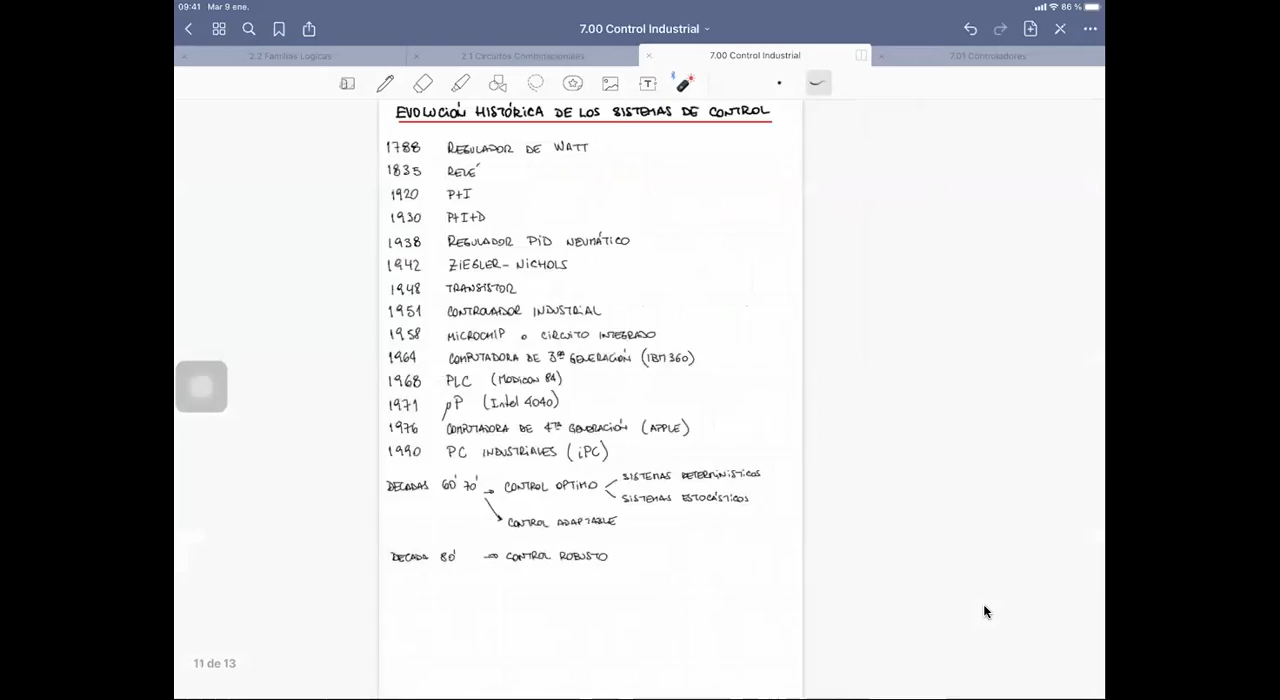 09:41 Mar 9 ene.
86 %
7.00 Control Industrial
2.2 Familias Logicas
2.1 Circuitos Combinacionales
7.00 Control Industrial
7.01 Controladores
EVOLUCIÓN HISTÓRICA DE LOS SISTEMAS DE CONTROL
1788 REGULADOR DE WATT
1835 RELÉ
1920 P+I
1930 P+I+D
1938 REGULADOR PID NEUMÁTICO
1942 ZIEGLER-NICHOLS
1948 TRANSISTOR
1951 CONTROLADOR INDUSTRIAL
1958 MICROCHIP o CIRCUITO INTEGRADO
1964 COMPUTADORA DE 3ra GENERACIÓN (IBM 360)
1968 PLC (MODICON 84)
1971 μP (Intel 4040)
1976 COMPUTADORA DE 4ta GENERACIÓN (APPLE)
1990 PC INDUSTRIALES (iPC)
DECADAS 60' 70' → CONTROL OPTIMO
SISTEMAS DETERMINÍSTICOS
SISTEMAS ESTOCÁSTICOS
CONTROL ADAPTABLE
DECADA 80' → CONTROL ROBUSTO
11 de 13